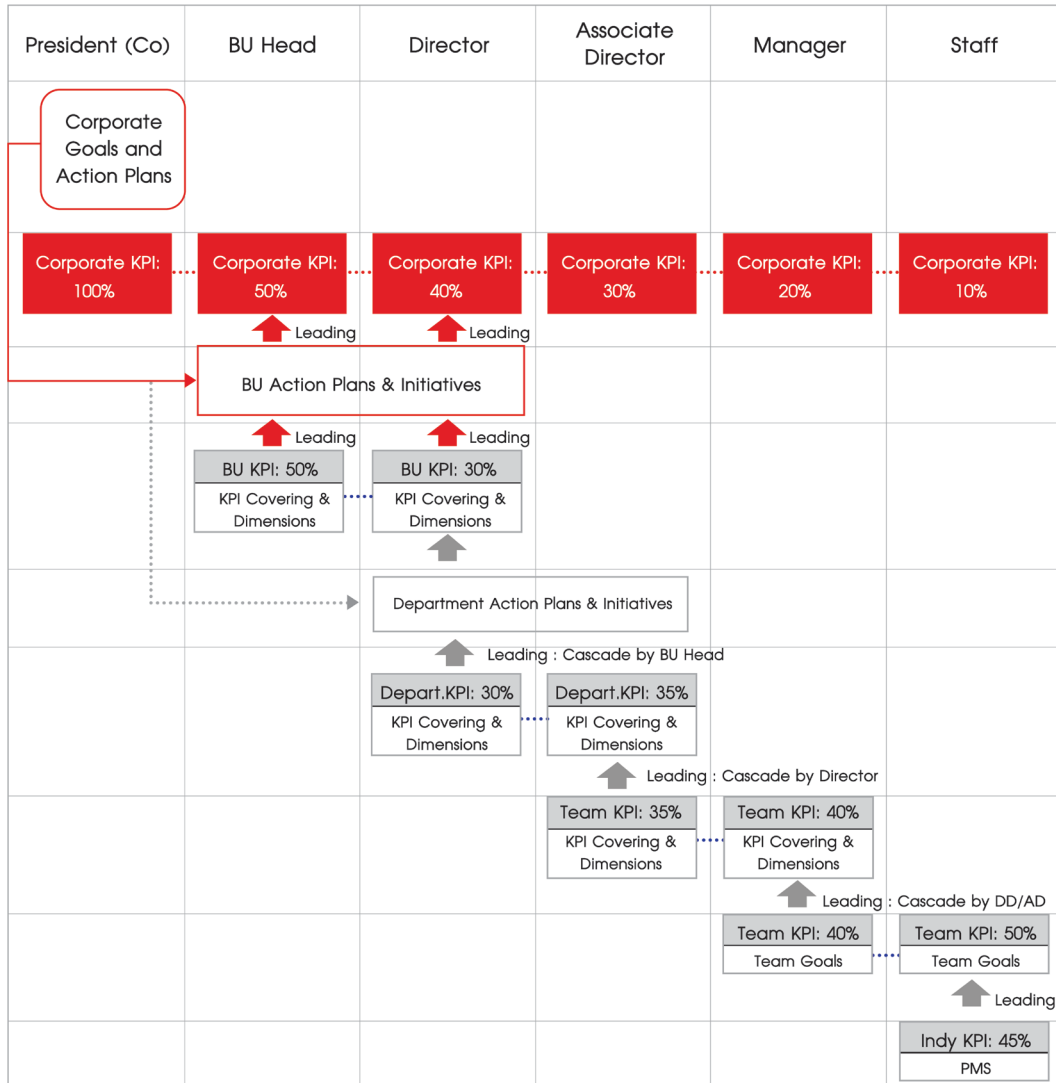 President (Co)
BU Head
Director
Associate
Director
Manager
Staff
Corporate
Goals and
Action Plans
Corporate KPI:
100%
Corporate KPI:
50%
Corporate KPI:
40%
Corporate KPI:
30%
Corporate KPI:
20%
Corporate KPI:
10%
Leading
Leading
BU Action Plans & Initiatives
Leading
Leading
BU KPI: 50%
KPI Covering &
Dimensions
BU KPI: 30%
KPI Covering &
Dimensions
Department Action Plans & Initiatives
Leading : Cascade by BU Head
Depart.KPI: 30%
KPI Covering &
Dimensions
Depart.KPI: 35%
KPI Covering &
Dimensions
Leading : Cascade by Director
Team KPI: 35%
KPI Covering &
Dimensions
Team KPI: 40%
KPI Covering &
Dimensions
Leading : Cascade by DD/AD
Team KPI: 40%
Team Goals
Team KPI: 50%
Team Goals
Leading
Indy KPI: 45%
PMS